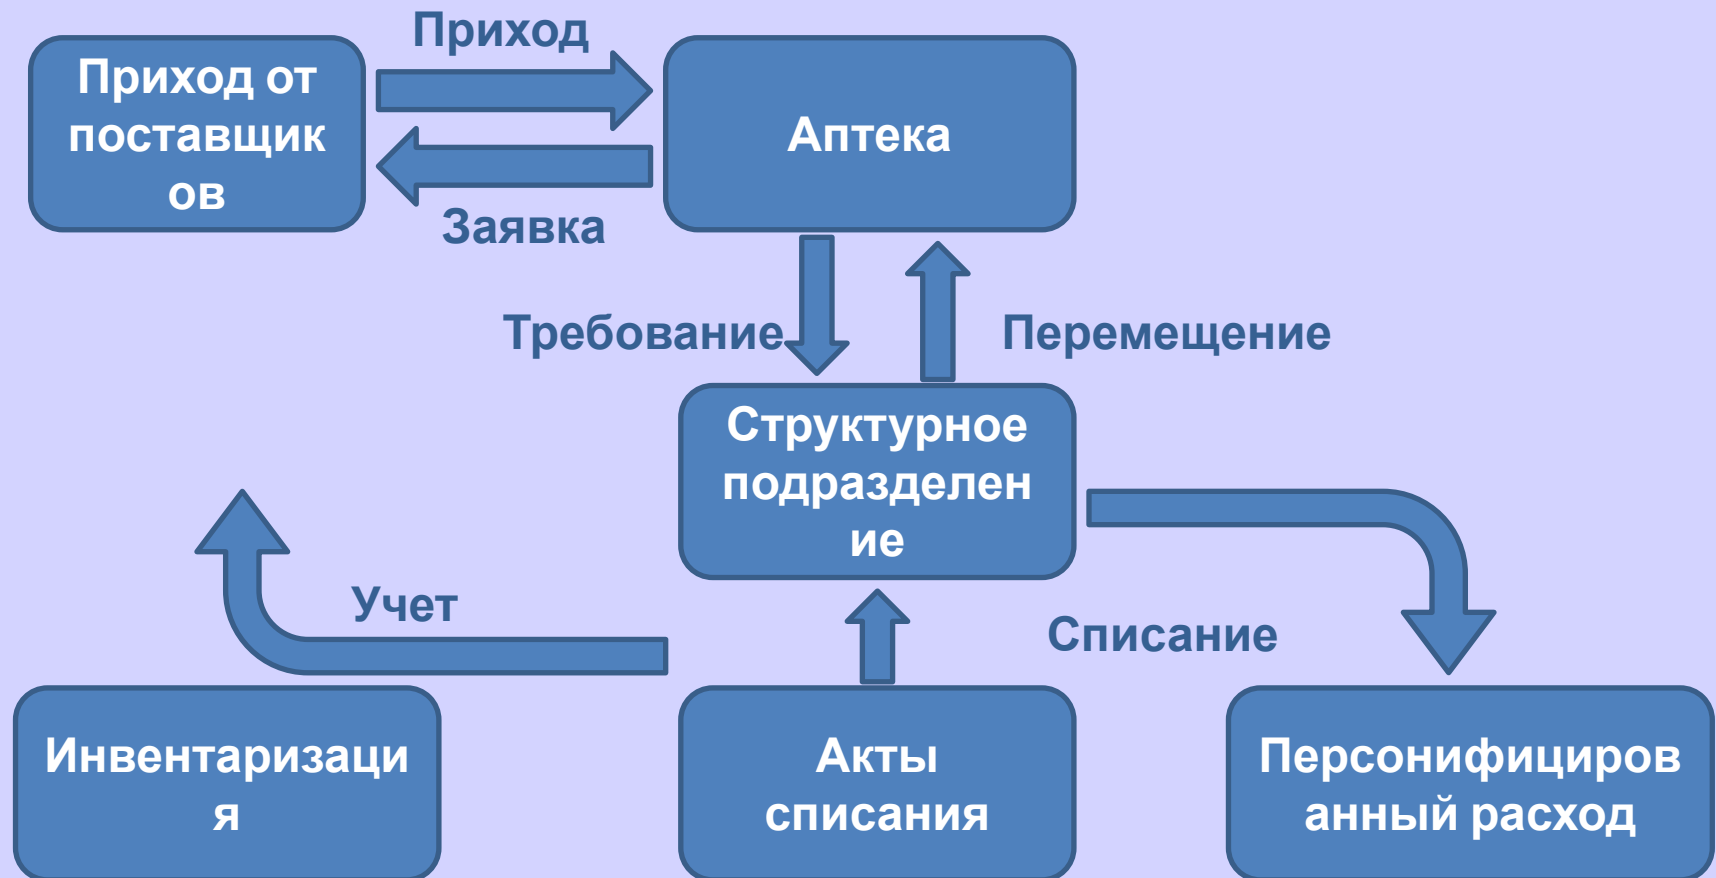 Приход
Приход от
поставщик
ов
Аптека
Заявка
Требование
Перемещение
Структурное
подразделен
ие
Учет
Списание
Инвентаризаци
я
Акты
списания
Персонифициров
анный расход